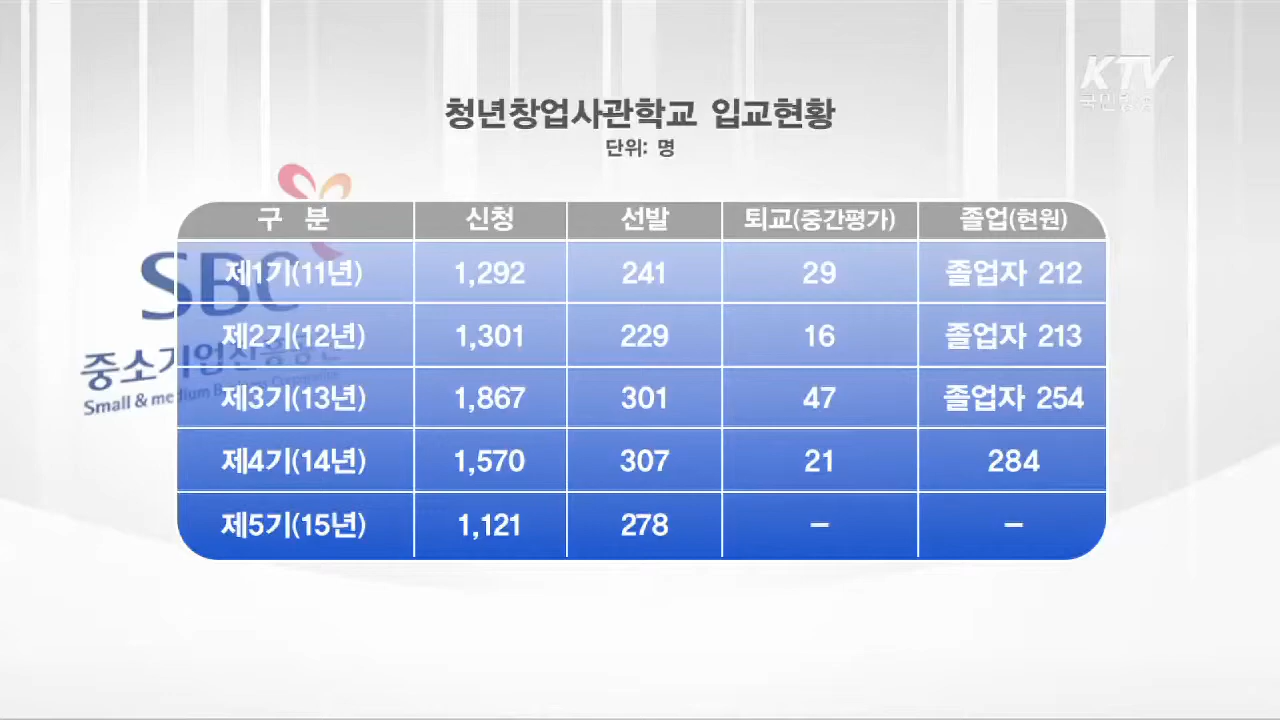 KTV
국민방송
청년창업사관학교 입교현황
단위: 명
구 분 신청 선발 퇴교(중간평가) 졸업(현원)
제1기(11년) 1,292 241 29 졸업자 212
제2기(12년) 1,301 229 16 졸업자 213
제3기(13년) 1,867 301 47 졸업자 254
제4기(14년) 1,570 307 21 284
제5기(15년) 1,121 278 – –
SBC
중소기업진흥공단
Small & medium Business Corporation